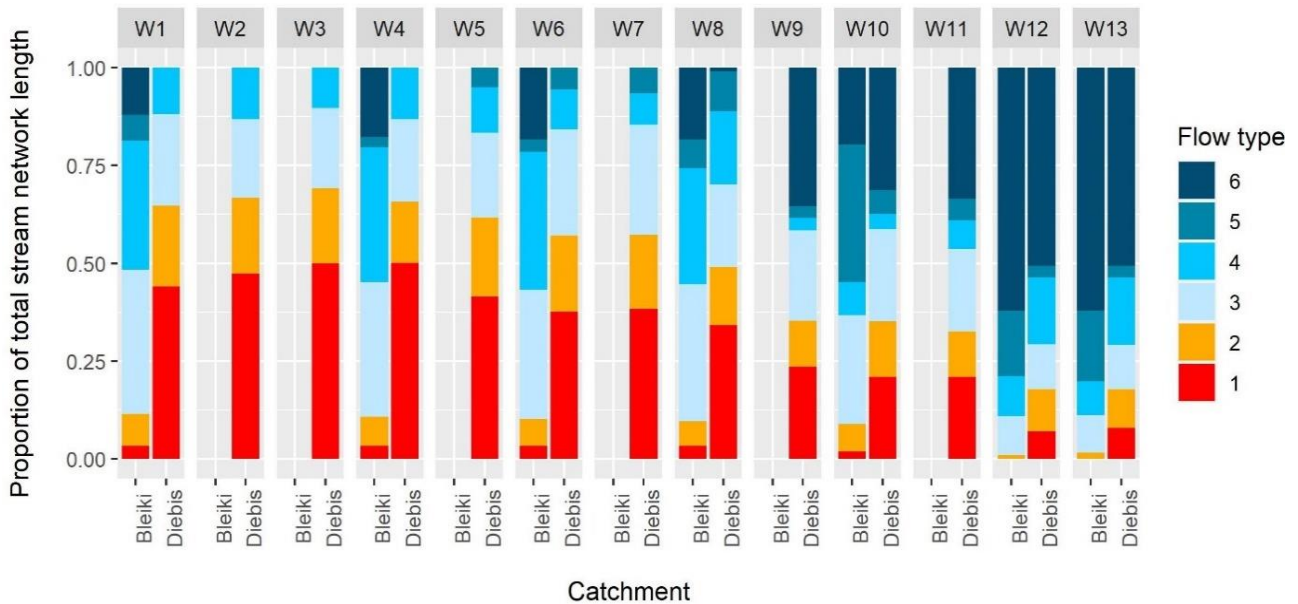 W1 W2 W3 W4 W5 W6 W7 W8 W9 W10 W11 W12 W13
Proportion of total stream network length
1.00
0.75
0.50
0.25
0.00
Flow type
6
5
4
3
2
1
Bleiki Diebis Bleiki Diebis Bleiki Diebis Bleiki Diebis Bleiki Diebis Bleiki Diebis Bleiki Diebis Bleiki Diebis Bleiki Diebis Bleiki Diebis Bleiki Diebis Bleiki Diebis Bleiki Diebis
Catchment